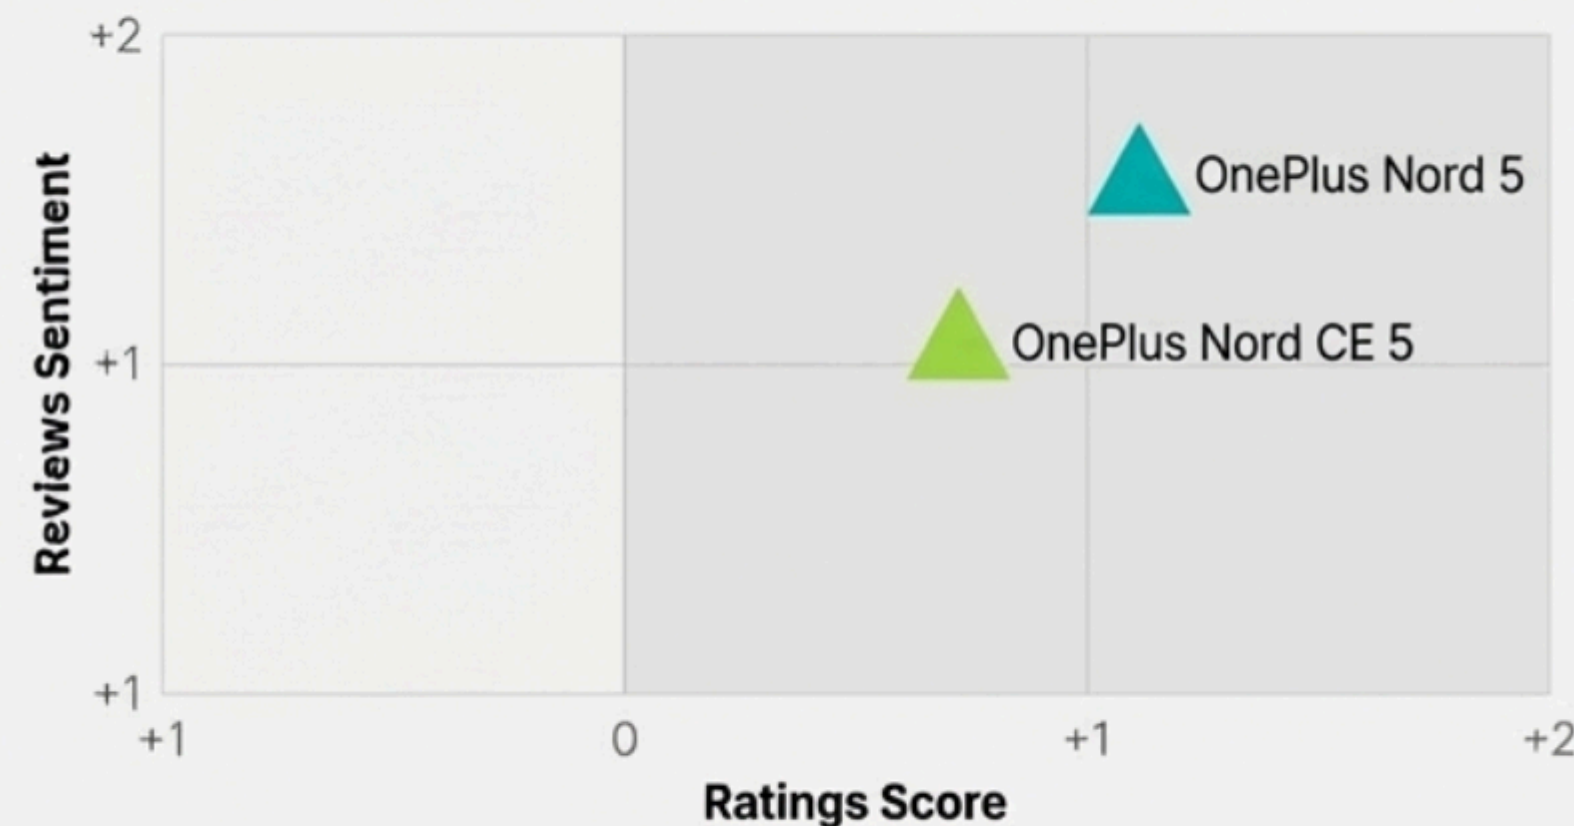 +2
OnePlus Nord 5
Reviews Sentiment
+1
OnePlus Nord CE 5
+1
+1
0
+1
+2
Ratings Score